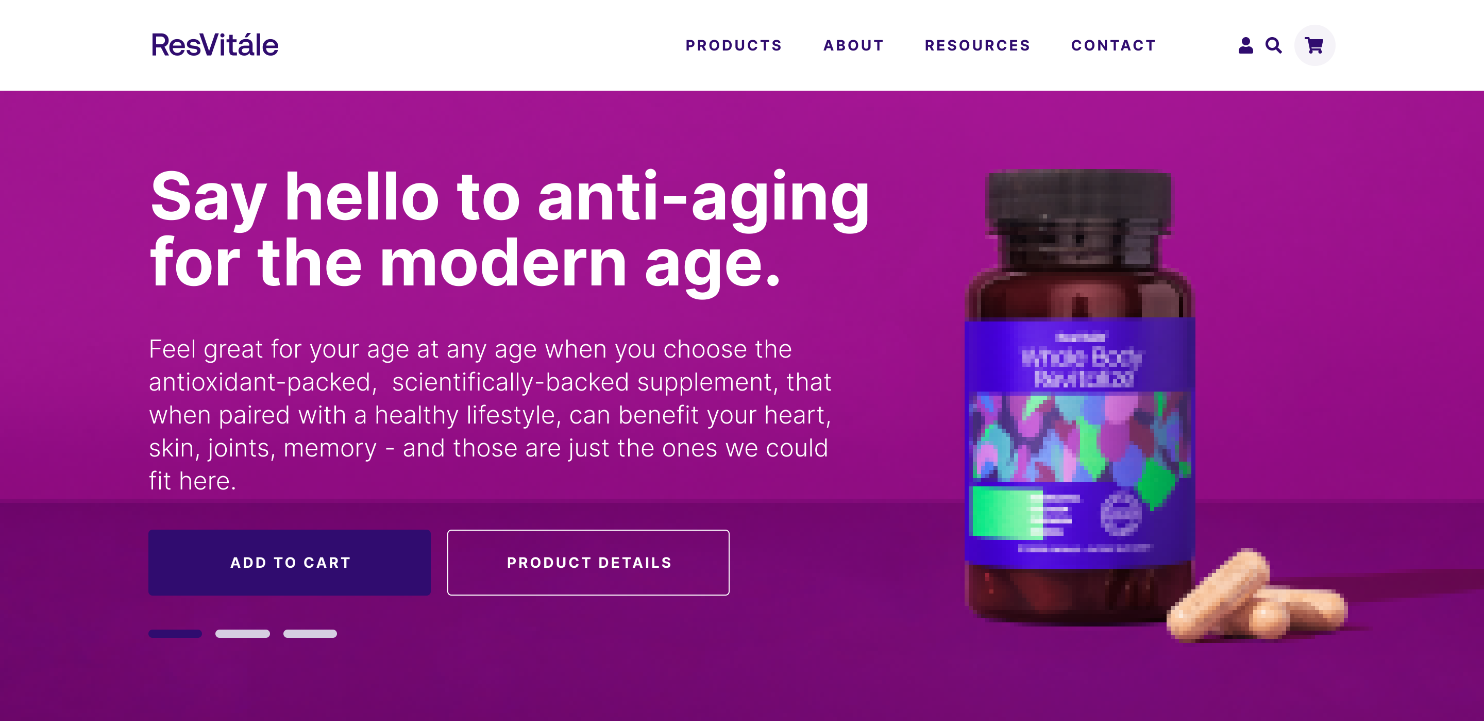 ResVitále
PRODUCTS ABOUT RESOURCES CONTACT
Say hello to anti-aging
for the modern age.
Feel great for your age at any age when you choose the
antioxidant-packed,  scientifically-backed supplement, that
when paired with a healthy lifestyle, can benefit your heart,
skin, joints, memory - and those are just the ones we could
fit here.
ADD TO CART PRODUCT DETAILS
Whole Body
Revitalize